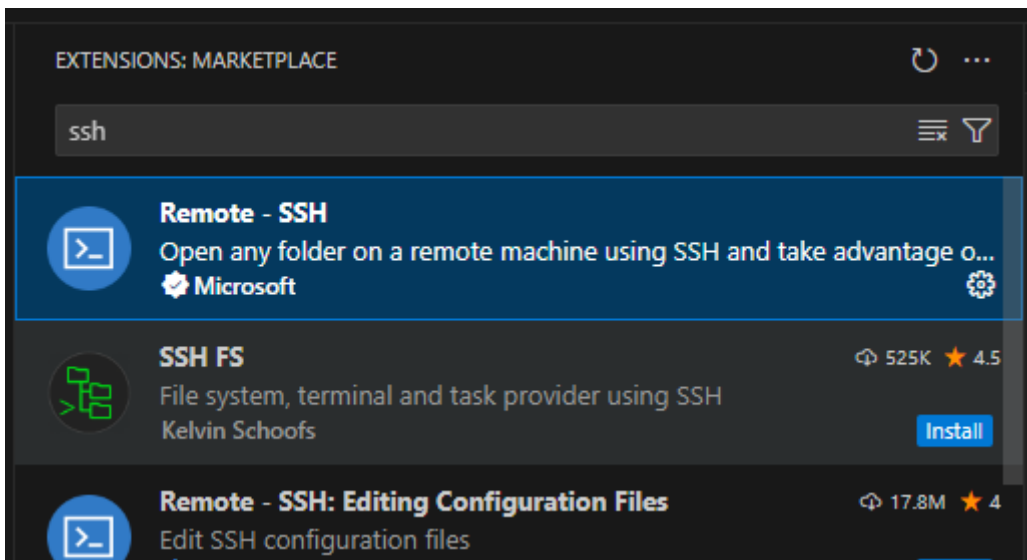 EXTENSIONS: MARKETPLACE
ssh
Remote - SSH
Open any folder on a remote machine using SSH and take advantage o...
Microsoft
SSH FS 525K 4.5
File system, terminal and task provider using SSH
Kelvin Schoofs Install
Remote - SSH: Editing Configuration Files 17.8M 4
Edit SSH configuration files